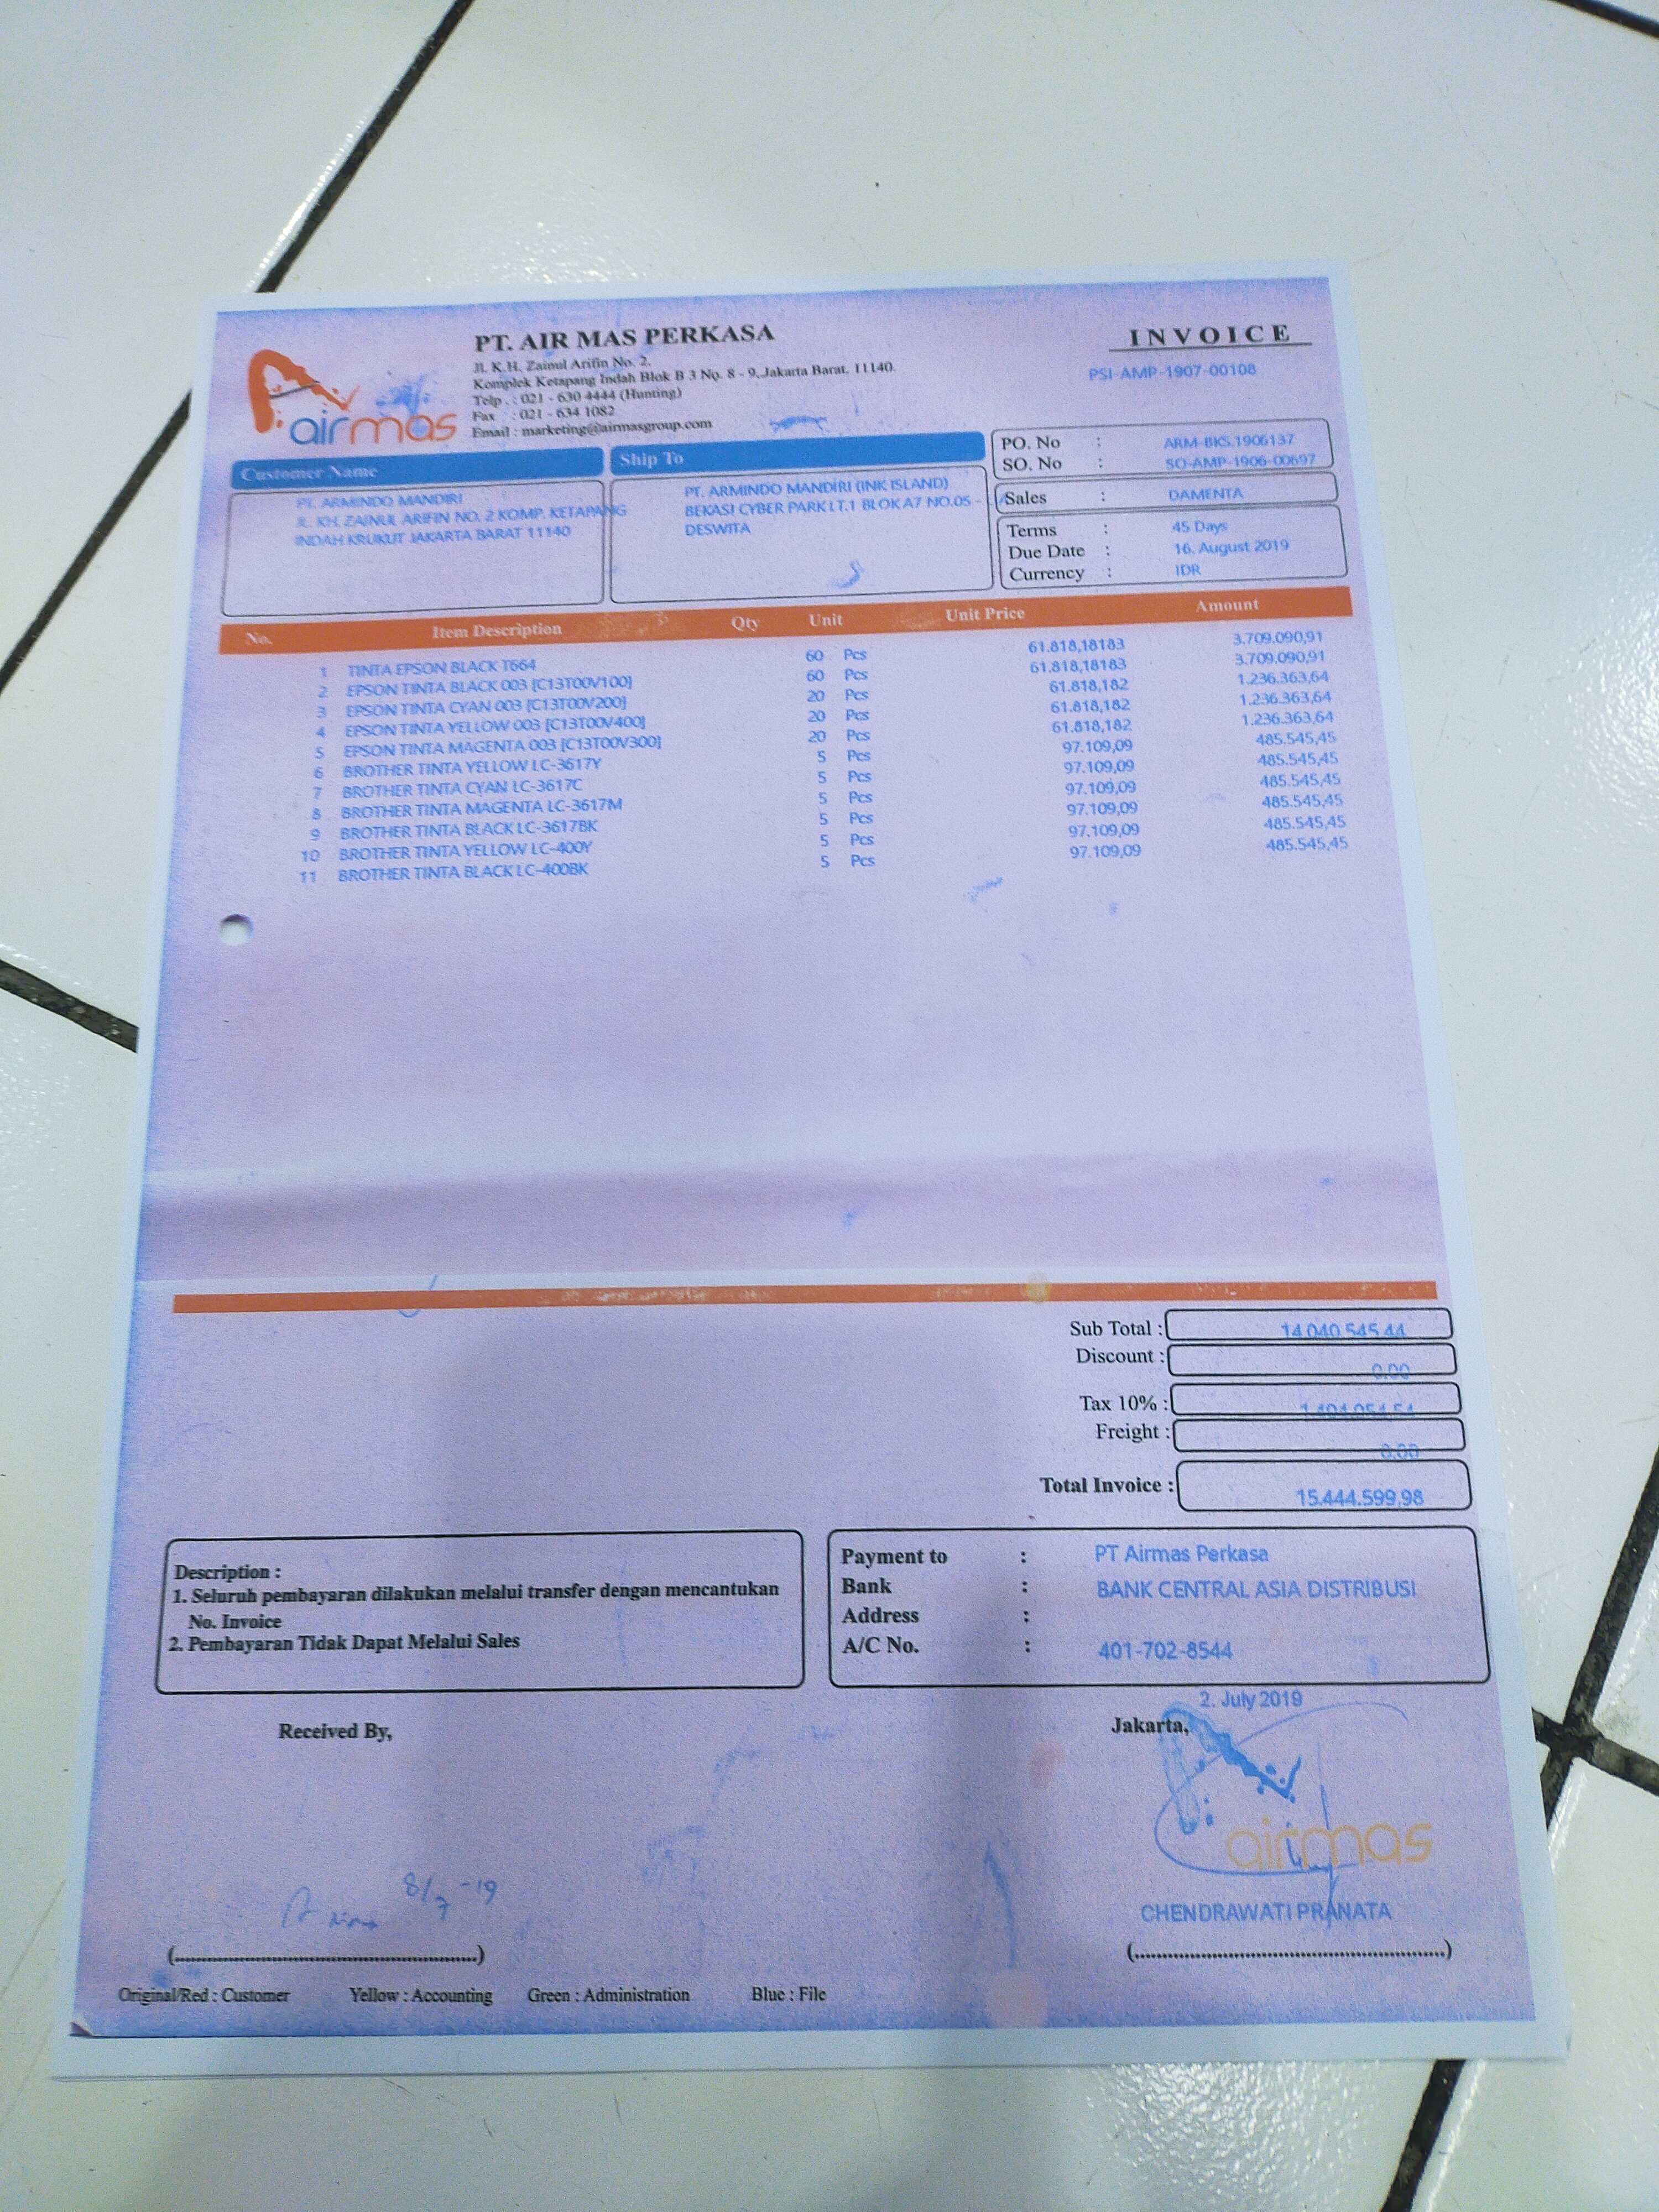 PT. AIR MAS PERKASA
Jl. K.H. Zainul Arifin No. 2.
Komplek Ketapang Indah Blok B 3 No. 8 - 9, Jakarta Barat. 11140.
Telp . : 021 - 630 4444 (Hunting)
Fax : 021 - 634 1082
Email : marketing@airmasgroup.com
airmas
INVOICE
PSI-AMP-1907-00108
PO. No : ARM-BKS.1906137
SO. No : SO-AMP-1906-00697
Sales : DAMENTA
Terms : 45 Days
Due Date : 16. August 2019
Currency : IDR
Customer Name
PT. ARMINDO MANDIRI
JL. KH. ZAINUL ARIFIN NO. 2 KOMP. KETAPANG
INDAH KRUKUT JAKARTA BARAT 11140
Ship To
PT. ARMINDO MANDIRI (INK ISLAND)
BEKASI CYBER PARK LT.1 BLOK A7 NO.05 -
DESWITA
No. Item Description Qty Unit Unit Price Amount
1 TINTA EPSON BLACK T664 60 Pcs 61.818,18183 3.709.090,91
2 EPSON TINTA BLACK 003 [C13T00V100] 60 Pcs 61.818,18183 3.709.090,91
3 EPSON TINTA CYAN 003 [C13T00V200] 20 Pcs 61.818,182 1.236.363,64
4 EPSON TINTA YELLOW 003 [C13T00V400] 20 Pcs 61.818,182 1.236.363,64
5 EPSON TINTA MAGENTA 003 [C13T00V300] 20 Pcs 61.818,182 1.236.363,64
6 BROTHER TINTA YELLOW LC-3617Y 5 Pcs 97.109,09 485.545,45
7 BROTHER TINTA CYAN LC-3617C 5 Pcs 97.109,09 485.545,45
8 BROTHER TINTA MAGENTA LC-3617M 5 Pcs 97.109,09 485.545,45
9 BROTHER TINTA BLACK LC-3617BK 5 Pcs 97.109,09 485.545,45
10 BROTHER TINTA YELLOW LC-400Y 5 Pcs 97.109,09 485.545,45
11 BROTHER TINTA BLACK LC-400BK 5 Pcs 97.109,09 485.545,45
Sub Total : 14.040.545,44
Discount : 0.00
Tax 10% : 1.404.054,54
Freight : 0.00
Total Invoice : 15.444.599,98
Description :
1. Seluruh pembayaran dilakukan melalui transfer dengan mencantukan
No. Invoice
2. Pembayaran Tidak Dapat Melalui Sales
Payment to : PT Airmas Perkasa
Bank : BANK CENTRAL ASIA DISTRIBUSI
Address :
A/C No. : 401-702-8544
2. July 2019
Received By,
Jakarta,
airmas
8/7-19
CHENDRAWATI PRANATA
(..........................................................)
(..........................................................)
Original/Red : Customer Yellow : Accounting Green : Administration Blue : File